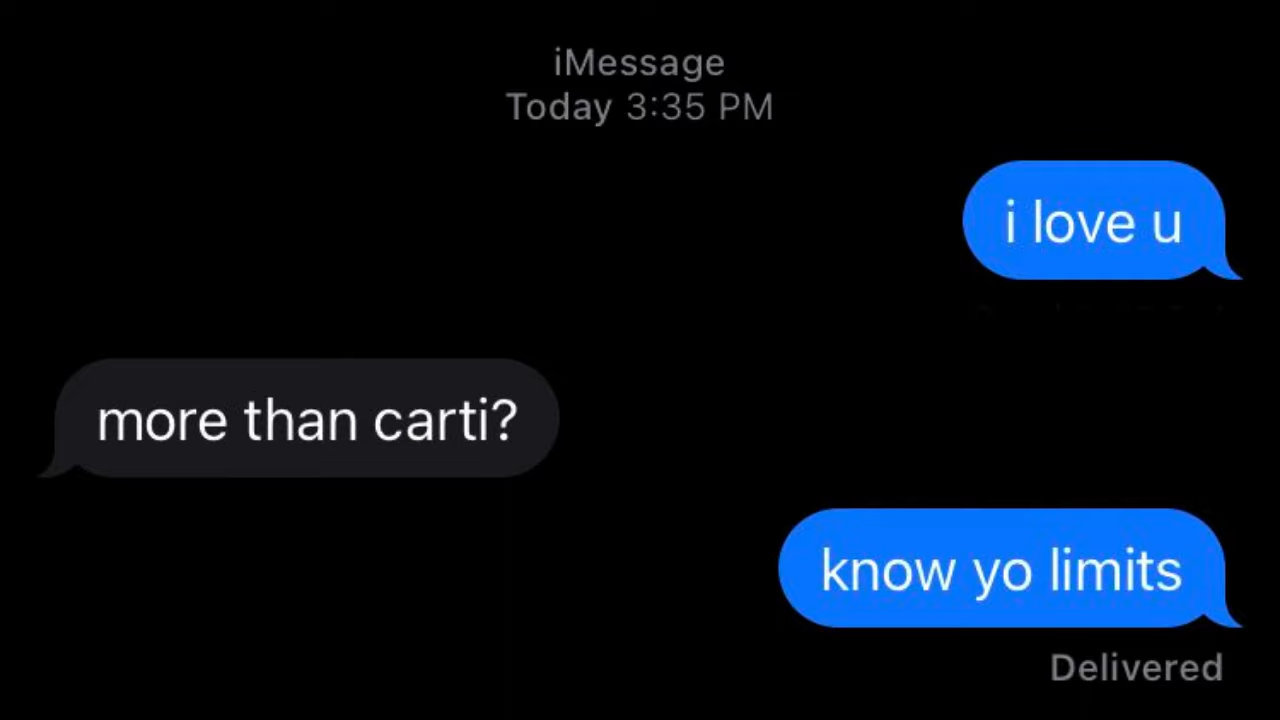 iMessage
Today 3:35 PM
i love u
more than carti?
know yo limits
Delivered